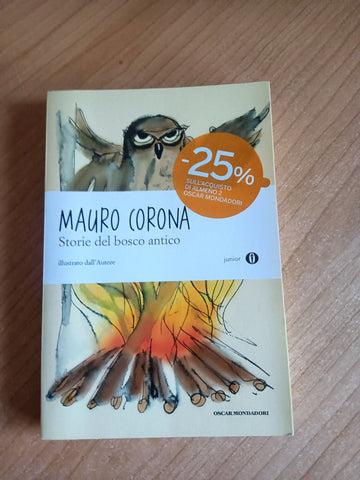 -25%
SULL'ACQUISTO
DI ALMENO 2
OSCAR MONDADORI
MAURO CORONA
Storie del bosco antico
illustrato dall'Autore
junior
OSCAR MONDADORI